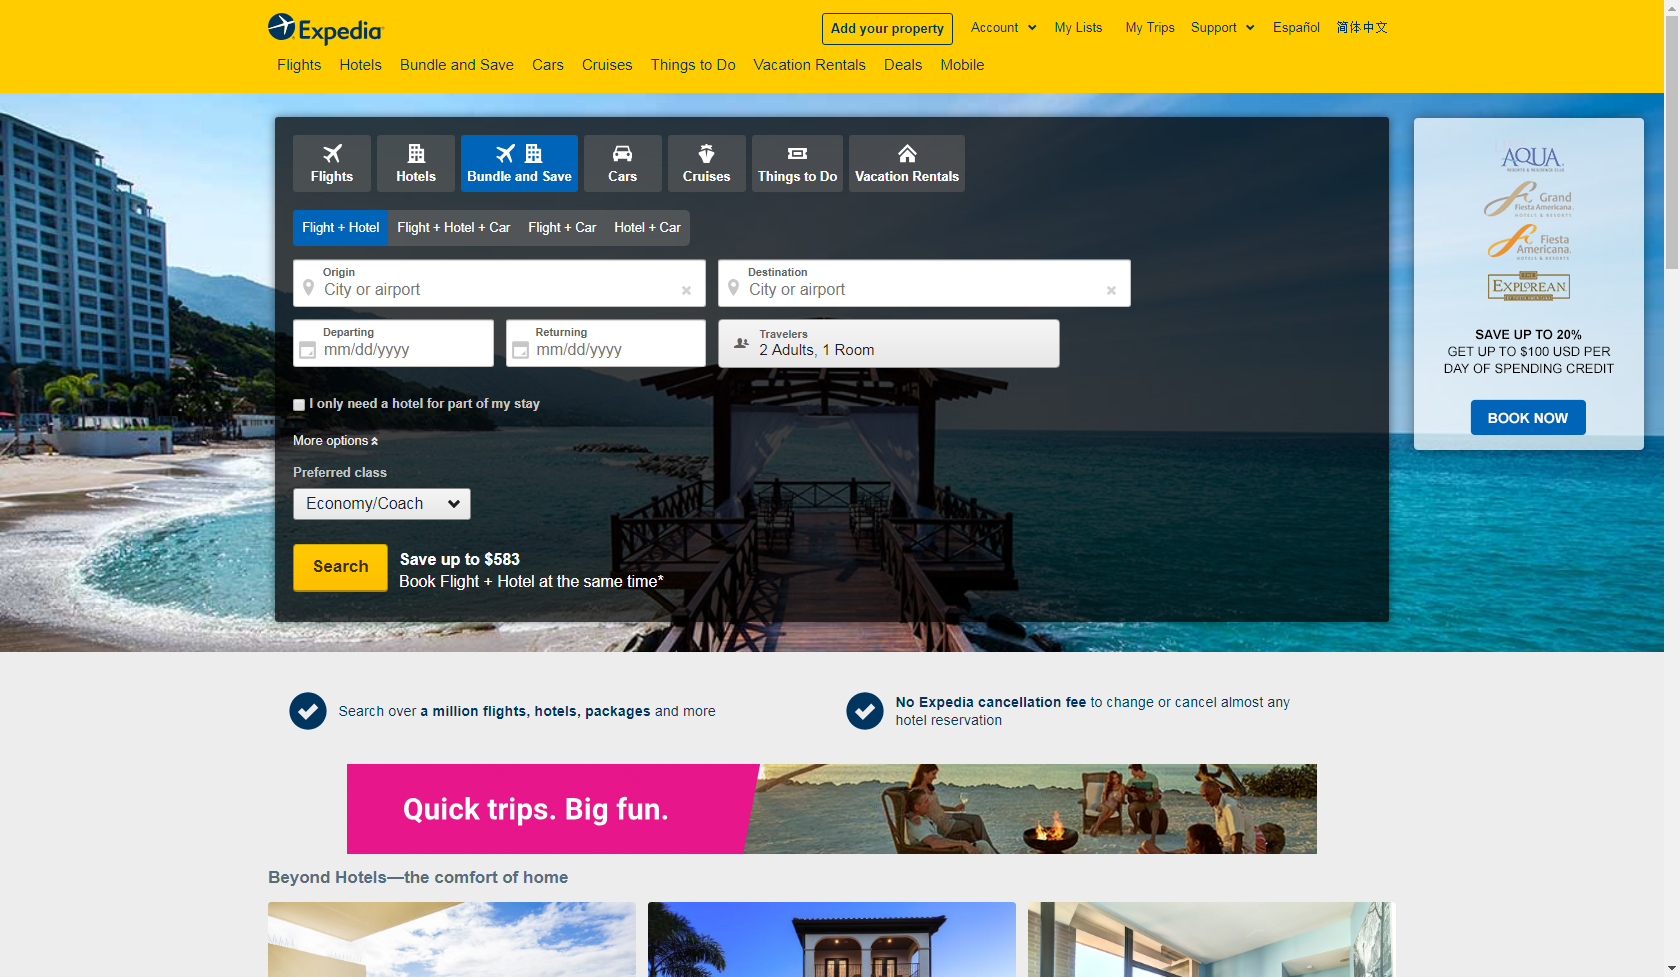 Expedia
Add your property
Account
My Lists
My Trips
Support
Español
简体中文
Flights
Hotels
Bundle and Save
Cars
Cruises
Things to Do
Vacation Rentals
Deals
Mobile
Flights
Hotels
Bundle and Save
Cars
Cruises
Things to Do
Vacation Rentals
Flight + Hotel
Flight + Hotel + Car
Flight + Car
Hotel + Car
Origin
City or airport
Destination
City or airport
Departing
mm/dd/yyyy
Returning
mm/dd/yyyy
Travelers
2 Adults, 1 Room
I only need a hotel for part of my stay
More options
Preferred class
Economy/Coach
Search
Save up to $583
Book Flight + Hotel at the same time*
AQUA
Grand
Fiesta Americana.
HOTELS & RESORTS
Fiesta
Americana.
HOTELS & RESORTS
EXPLOREAN
SAVE UP TO 20%
GET UP TO $100 USD PER
DAY OF SPENDING CREDIT
BOOK NOW
Search over a million flights, hotels, packages and more
No Expedia cancellation fee to change or cancel almost any
hotel reservation
Quick trips. Big fun.
Beyond Hotels—the comfort of home